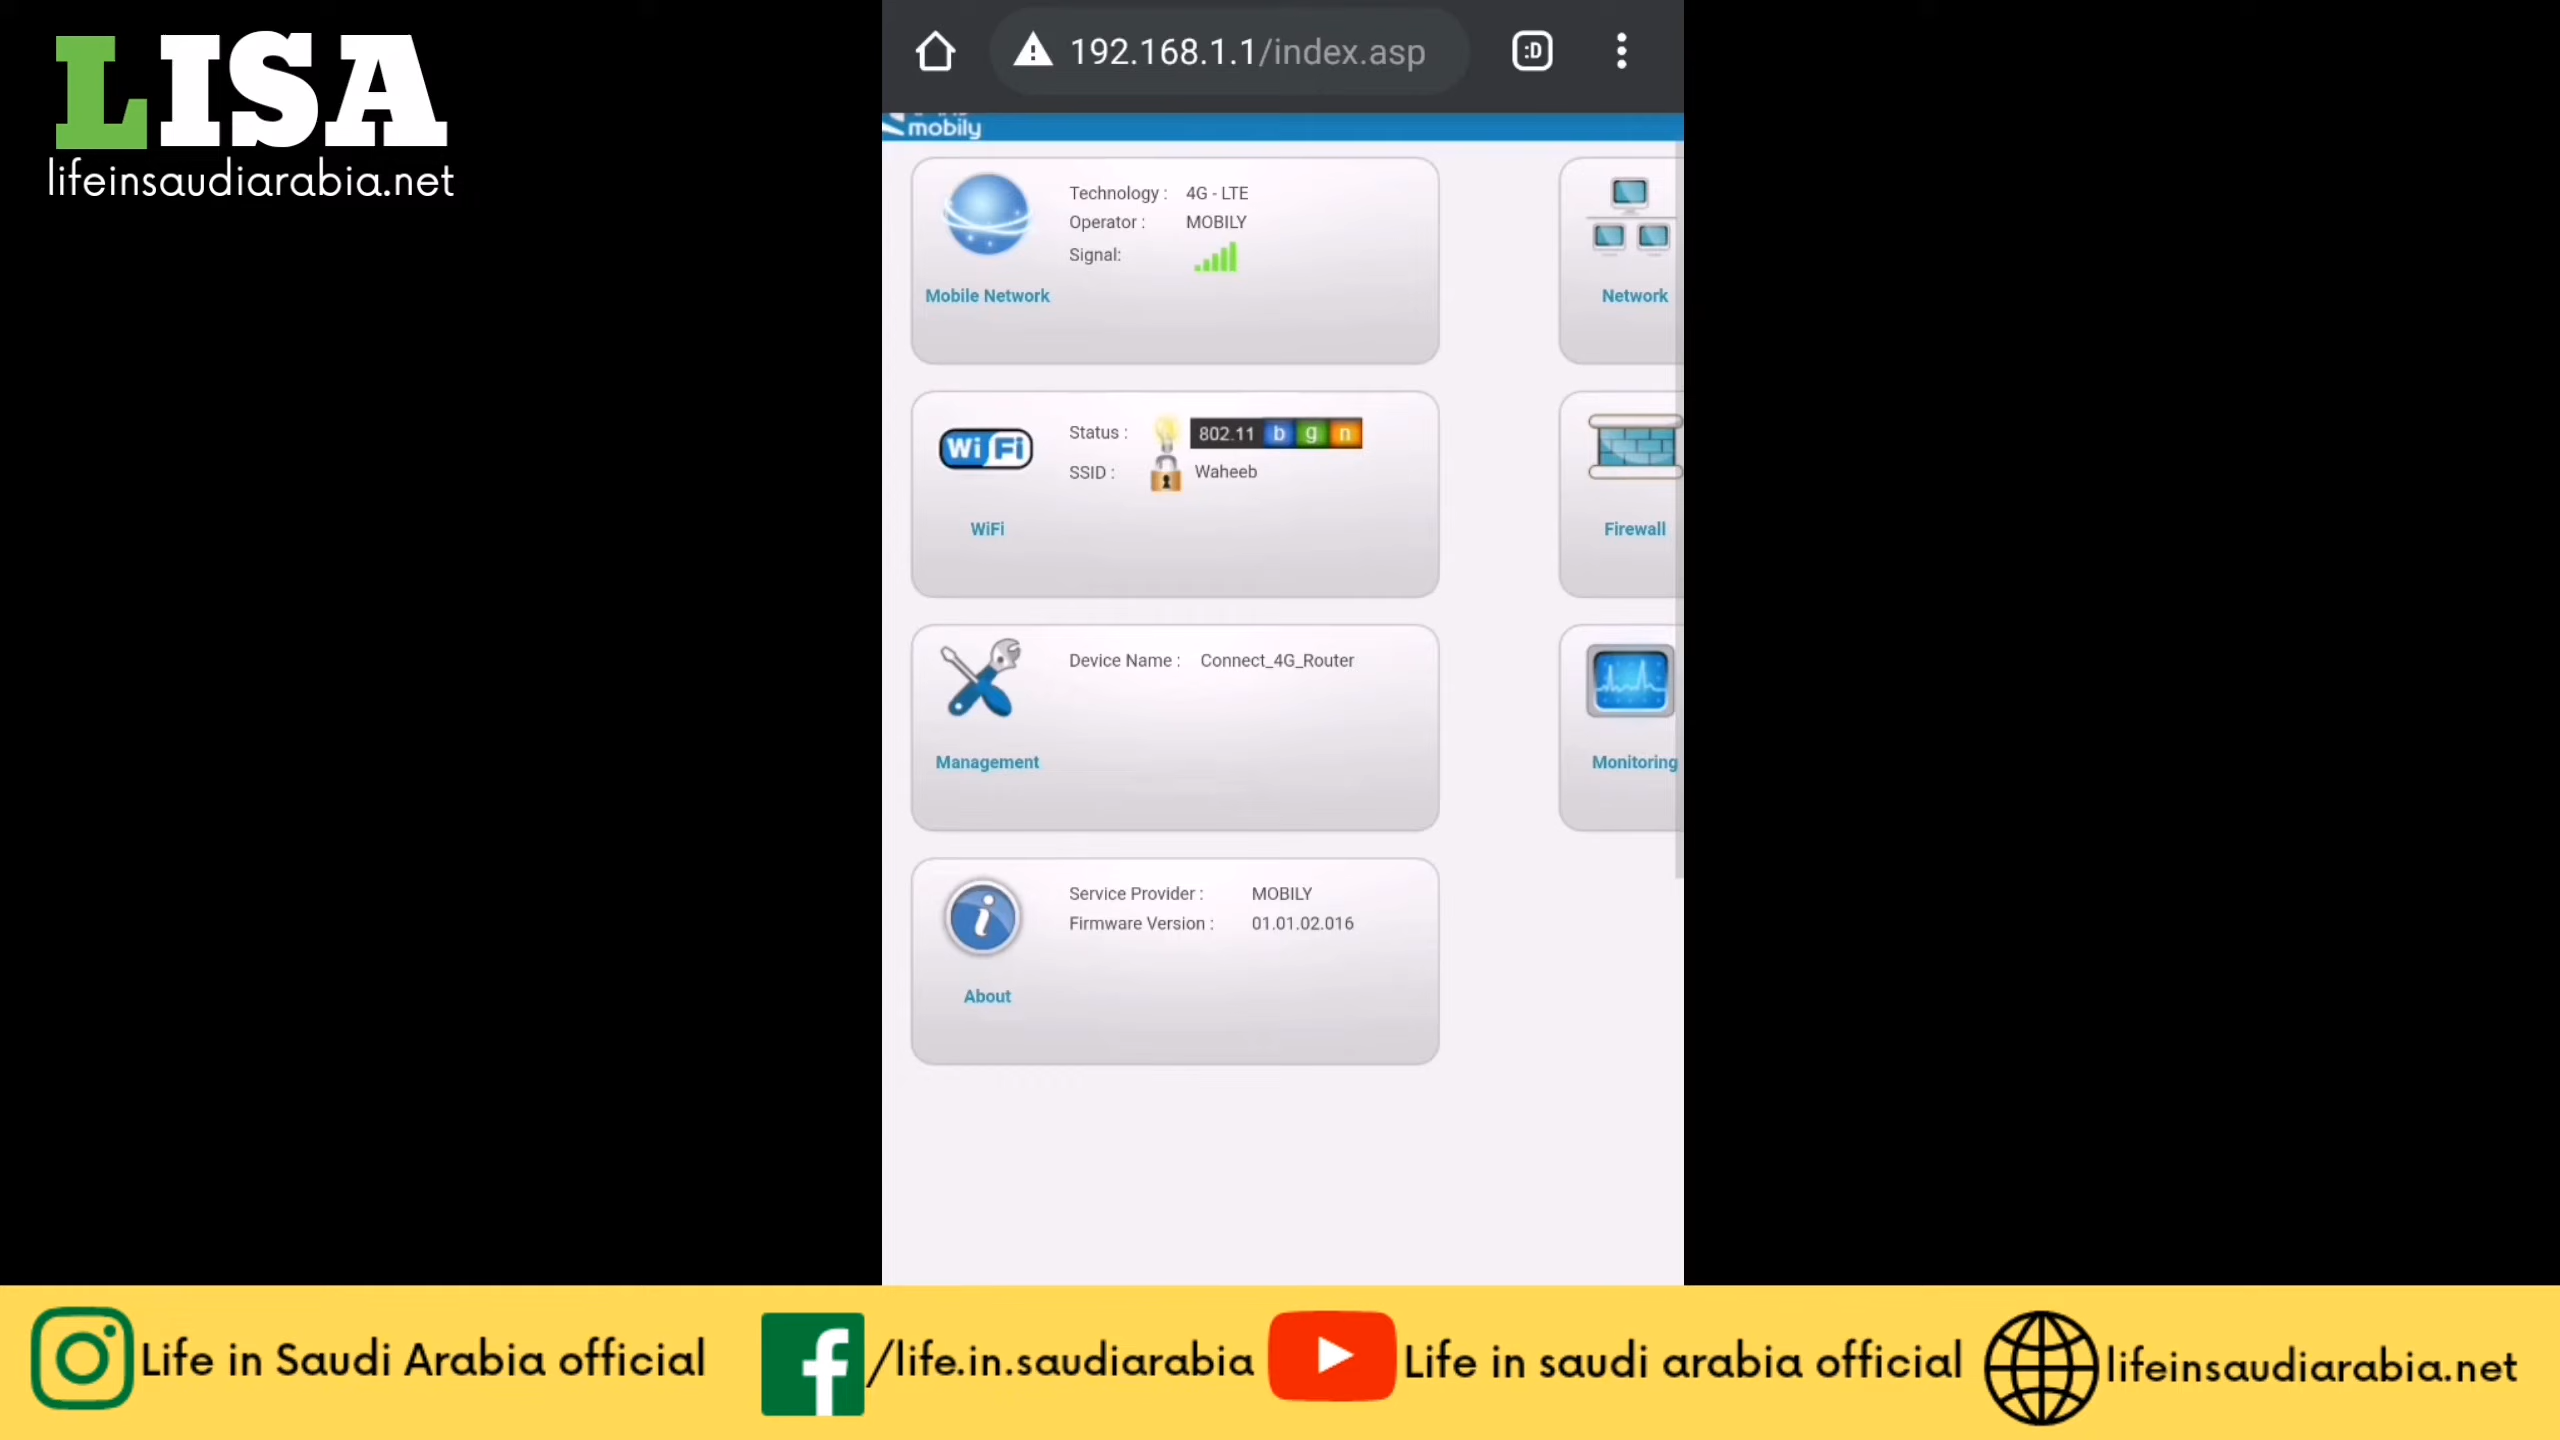 LISA
lifeinsaudiarabia.net
192.168.1.1/index.asp
:D
mobily
Technology : 4G - LTE
Operator : MOBILY
Signal:
Mobile Network
Network
WiFi
Status : 802.11 b g n
SSID : Waheeb
WiFi
Firewall
Device Name : Connect_4G_Router
Management
Monitoring
i
Service Provider : MOBILY
Firmware Version : 01.01.02.016
About
Life in Saudi Arabia official
f /life.in.saudiarabia
Life in saudi arabia official
lifeinsaudiarabia.net